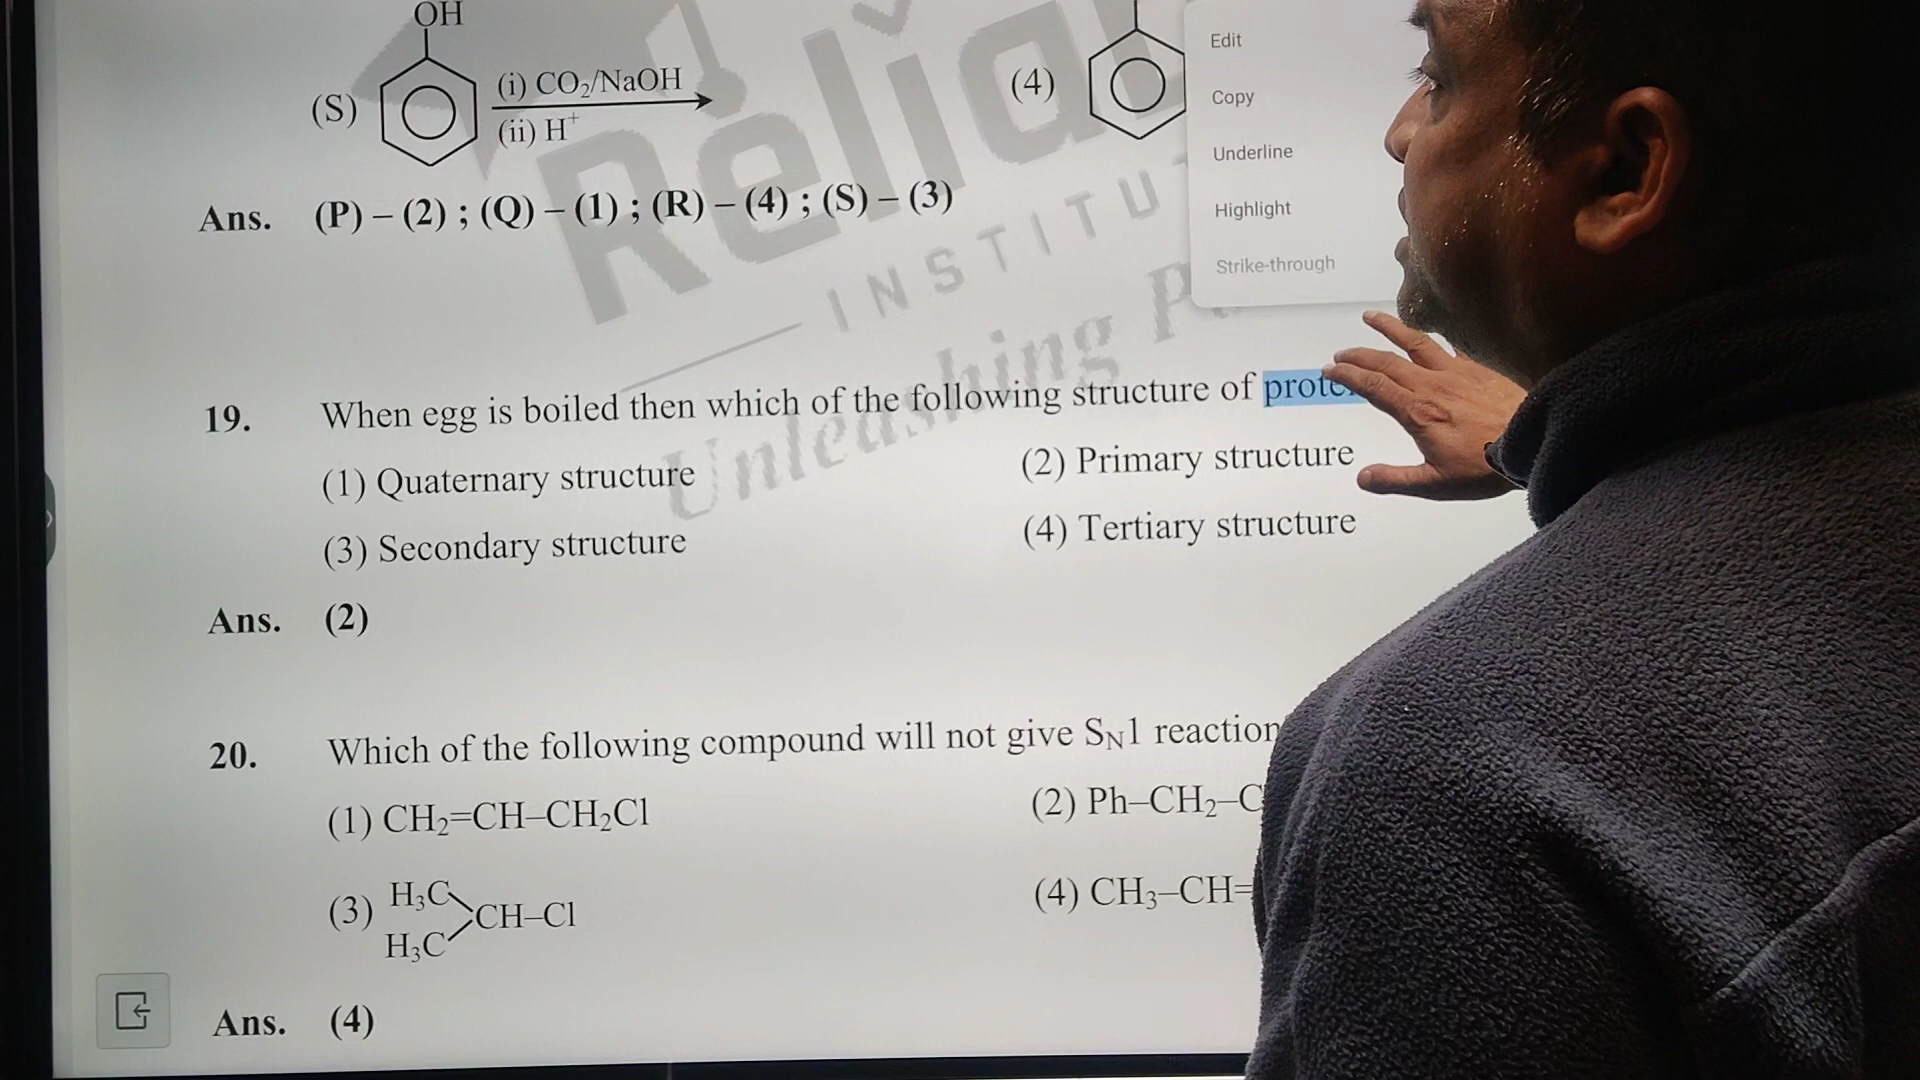 OH
(S)
(i) CO₂/NaOH
(ii) H⁺
(4)
Edit
Copy
Underline
Highlight
Strike-through
Ans. (P) – (2) ; (Q) – (1) ; (R) – (4) ; (S) – (3)
INSTITU
Unleashing P
19. When egg is boiled then which of the following structure of
(1) Quaternary structure
(2) Primary structure
(3) Secondary structure
(4) Tertiary structure
Ans. (2)
20. Which of the following compound will not give S_N1 reaction
(1) CH₂=CH–CH₂Cl
(2) Ph–CH₂–C
(3) H₃C
H₃C
CH–Cl
(4) CH₃–CH=
Ans. (4)